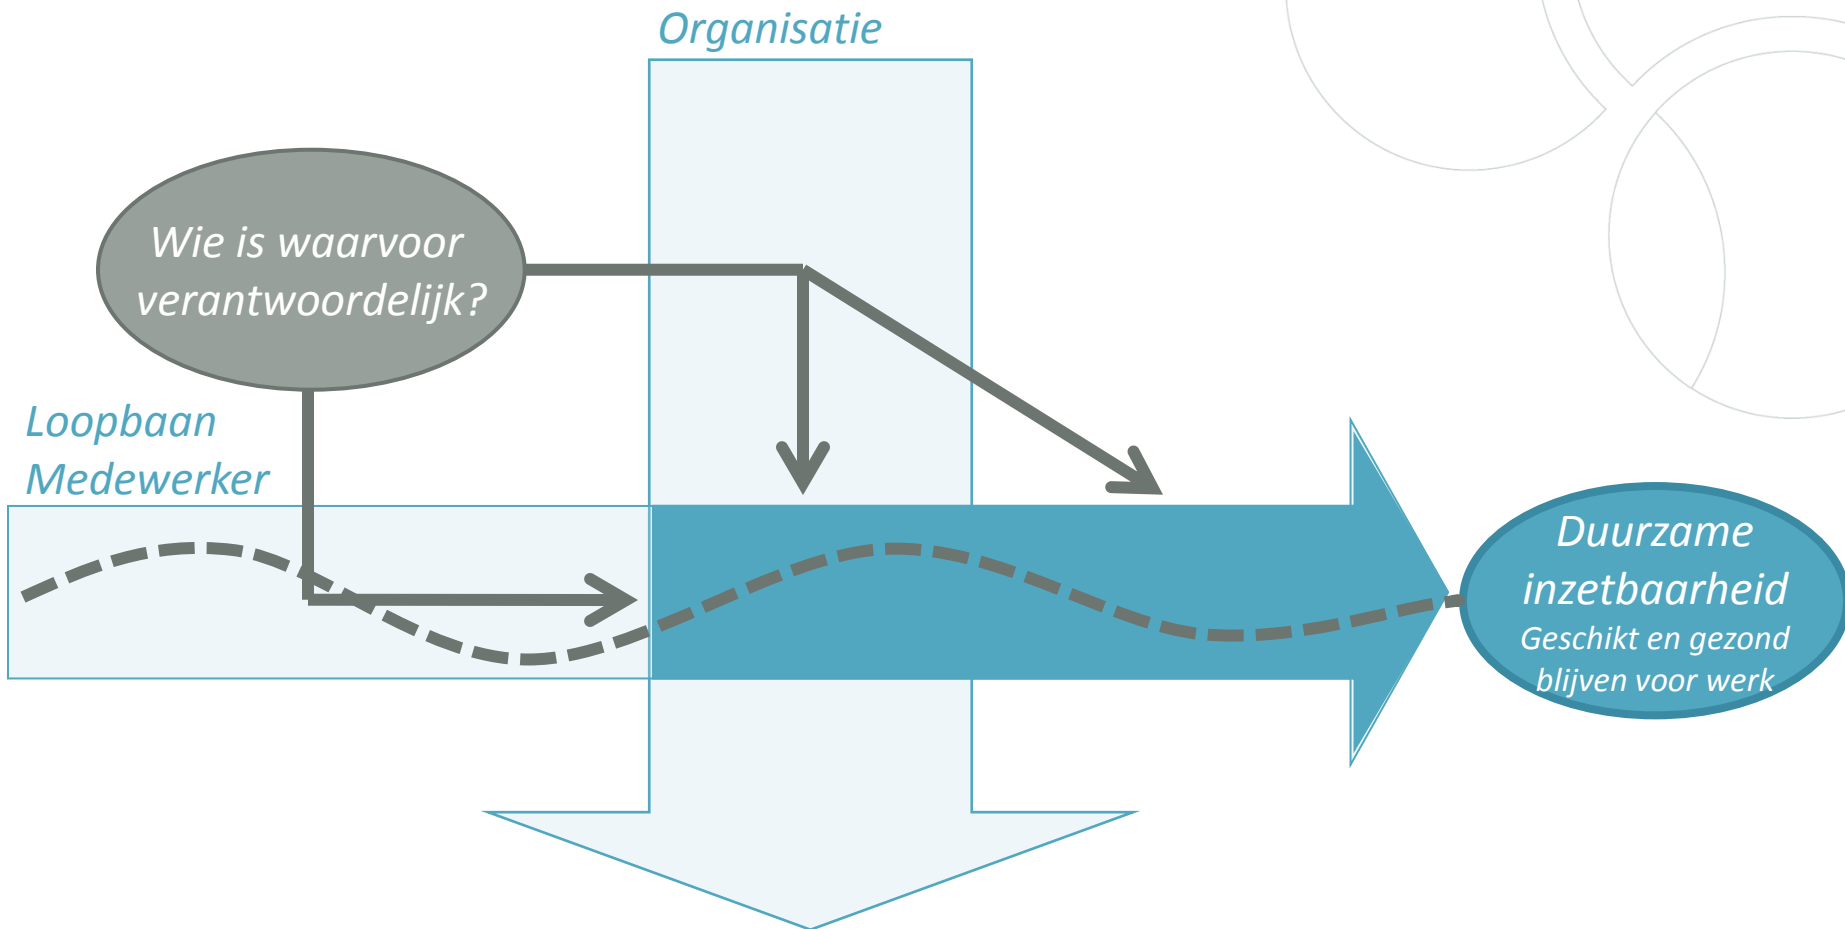 Organisatie
Wie is waarvoor
verantwoordelijk?
Loopbaan
Medewerker
Duurzame
inzetbaarheid
Geschikt en gezond
blijven voor werk